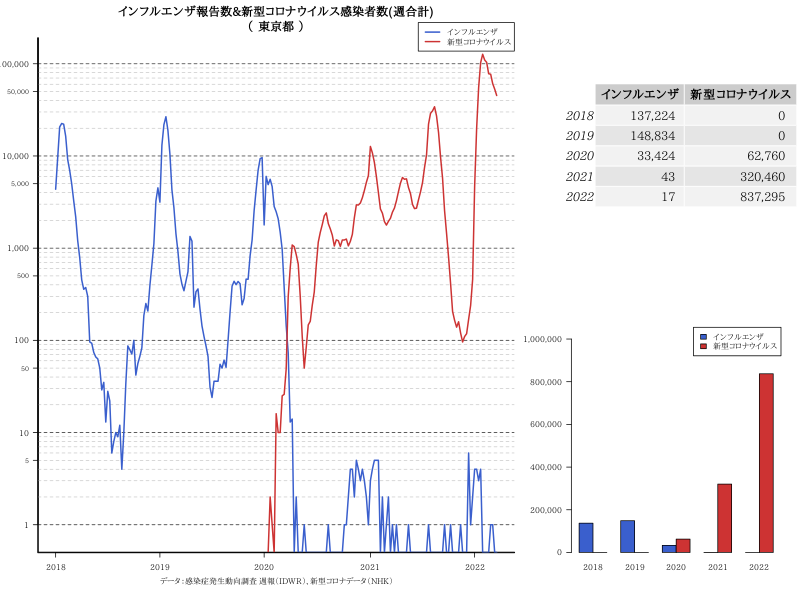 インフルエンザ報告数&新型コロナウイルス感染者数(週合計)
( 東京都 )
インフルエンザ
新型コロナウイルス
00,000
50,000
10,000
5,000
1,000
500
100
50
10
5
1
2018 2019 2020 2021 2022
データ：感染症発生動向調査 週報(IDWR), 新型コロナデータ(NHK)
インフルエンザ 新型コロナウイルス
2018 137,224 0
2019 148,834 0
2020 33,424 62,760
2021 43 320,460
2022 17 837,295
インフルエンザ
新型コロナウイルス
1,000,000
800,000
600,000
400,000
200,000
0
2018 2019 2020 2021 2022